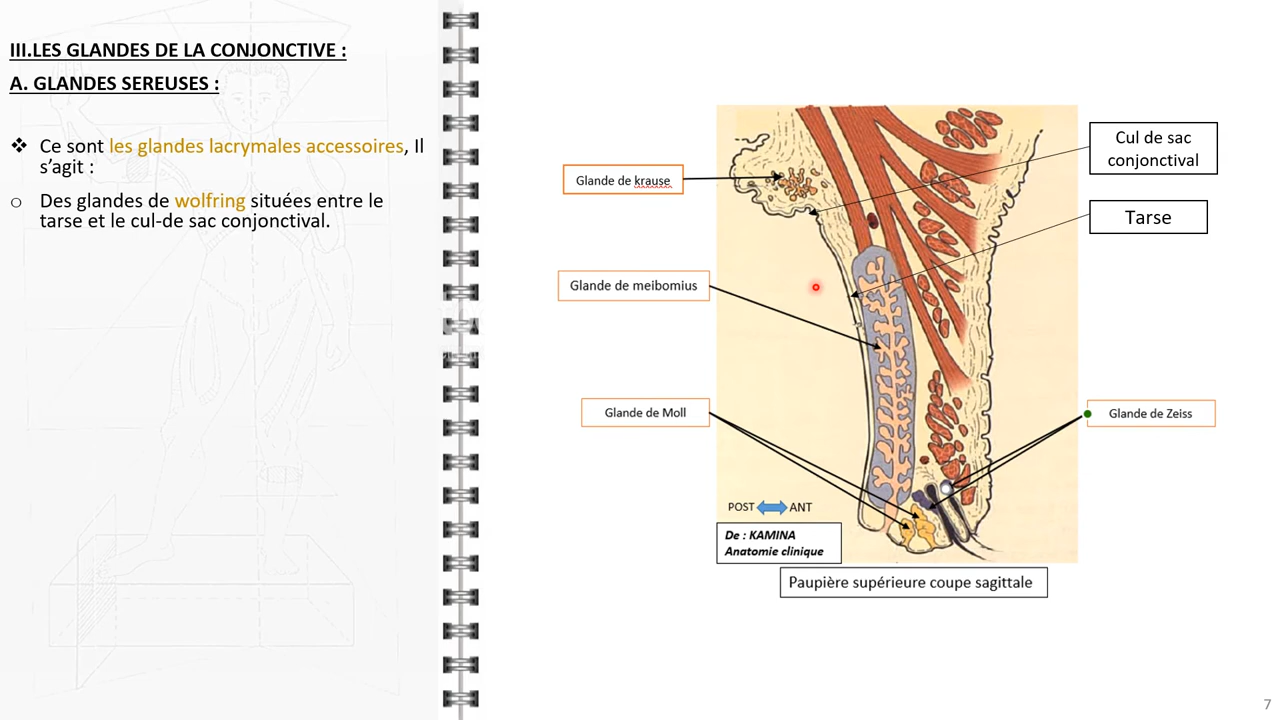 III.LES GLANDES DE LA CONJONCTIVE :
A. GLANDES SEREUSES :
❖ Ce sont les glandes lacrymales accessoires, Il
s’agit :
o Des glandes de wolfring situées entre le
tarse et le cul-de sac conjonctival.
Glande de krause
Glande de meibomius
Glande de Moll
Cul de sac
conjonctival
Tarse
Glande de Zeiss
POST ANT
De : KAMINA
Anatomie clinique
Paupière supérieure coupe sagittale
7